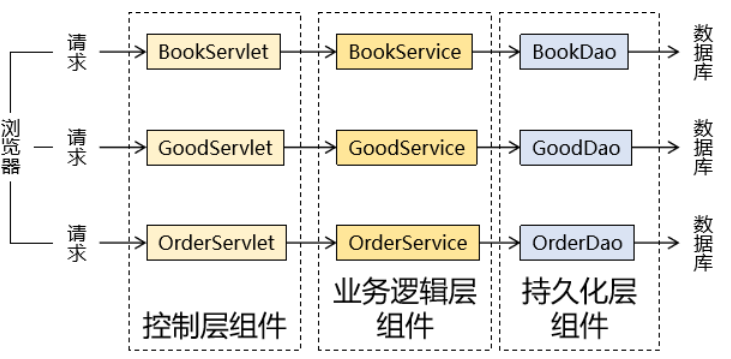 浏览器
请求
BookServlet
BookService
BookDao
数据库
请求
GoodServlet
GoodService
GoodDao
数据库
请求
OrderServlet
OrderService
OrderDao
数据库
控制层组件
业务逻辑层
组件
持久化层
组件